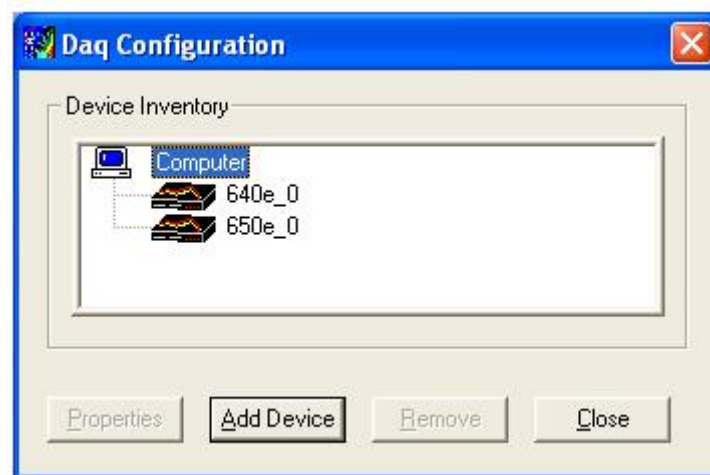 Daq Configuration
Device Inventory
Computer
640e_0
650e_0
Properties Add Device Remove Close